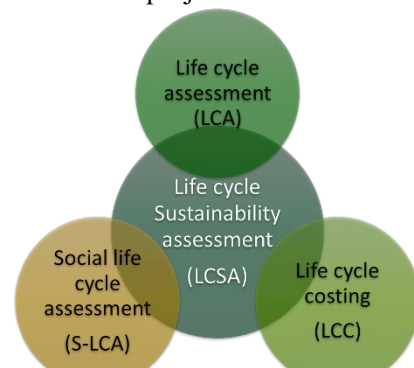 Life cycle
assessment
(LCA)
Life cycle
Sustainability
assessment
(LCSA)
Social life
cycle
assessment
(S-LCA)
Life cycle
costing
(LCC)